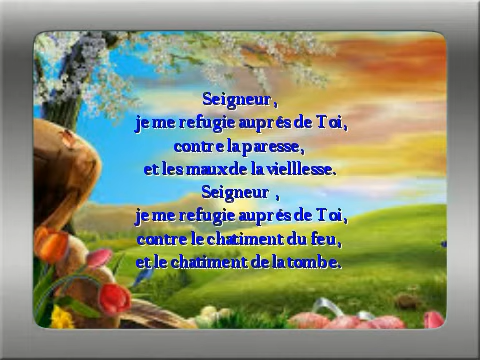 Seigneur,
je me refugie auprés de Toi,
contre la paresse,
et les maux de la vielllesse.
Seigneur ,
je me refugie auprés de Toi,
contre le chatiment du feu,
et le chatiment de la tombe.